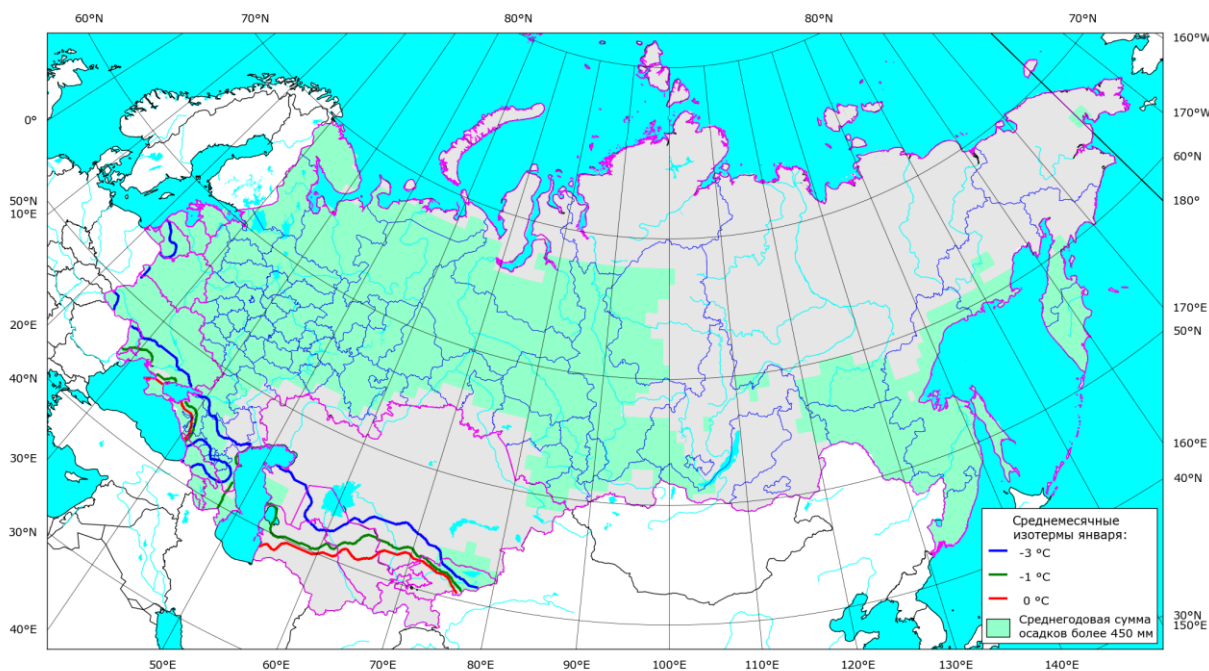 60°N 70°N 80°N 80°N 70°N
160°W
0°
170°W
60°N
50°N
10°E
180°
20°E
170°E
50°N
40°N
30°E
160°E
40°N
30°N
40°E
30°N
150°E
50°E 60°E 70°E 80°E 90°E 100°E 110°E 120°E 130°E 140°E
Среднемесячные
изотермы января:
-3 °C
-1 °C
0 °C
Среднегодовая сумма
осадков более 450 мм